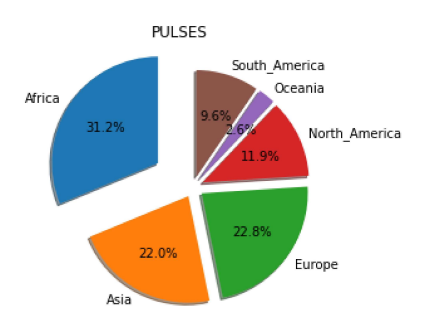 PULSES
South_America
Oceania
Africa
31.2%
9.6%
2.6%
North_America
11.9%
22.8%
22.0%
Europe
Asia